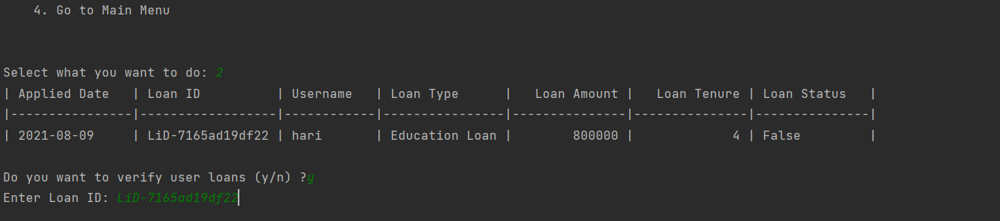 4. Go to Main Menu
Select what you want to do: 2
| Applied Date   | Loan ID          | Username   | Loan Type      |   Loan Amount |   Loan Tenure | Loan Status   |
|----------------|------------------|------------|----------------|---------------|---------------|---------------|
| 2021-08-09     | LiD-7165ad19df22 | hari       | Education Loan |        800000 |             4 | False         |
Do you want to verify user loans (y/n) ?y
Enter Loan ID: LiD-7165ad19df22